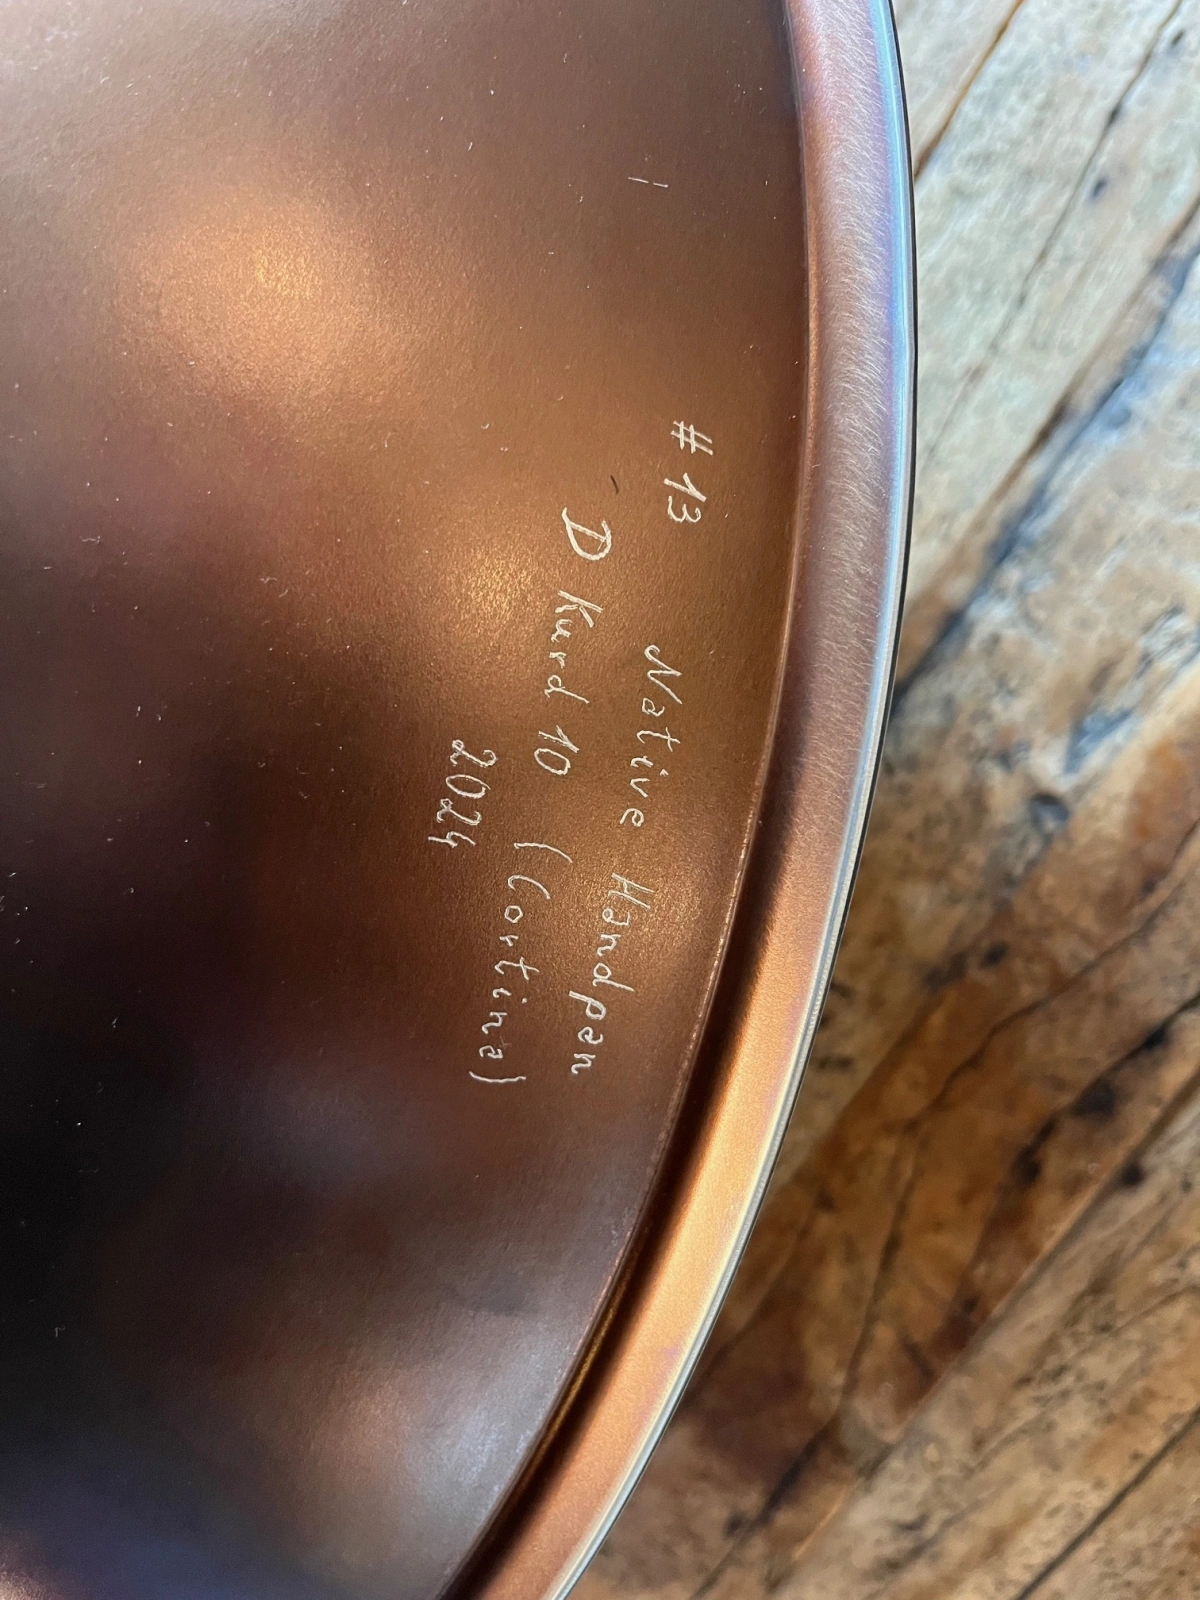 #13 Native Handpan
D Kurd 10 (Cortina)
2024